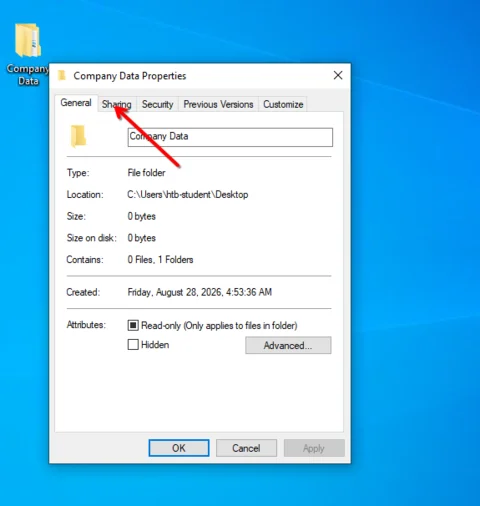 Company
Data
Company Data Properties
General
Sharing
Security
Previous Versions
Customize
Company Data
Type:
File folder
Location:
C:\Users\htb-student\Desktop
Size:
0 bytes
Size on disk:
0 bytes
Contains:
0 Files, 1 Folders
Created:
Friday, August 28, 2026, 4:53:36 AM
Attributes:
Read-only (Only applies to files in folder)
Hidden
Advanced...
OK
Cancel
Apply